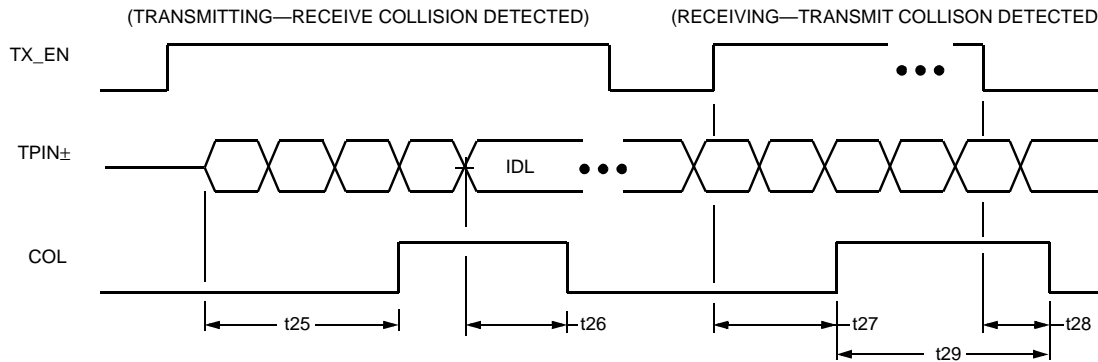 (TRANSMITTING—RECEIVE COLLISION DETECTED)
(RECEIVING—TRANSMIT COLLISON DETECTED
TX_EN
TPIN±
IDL
COL
t25
t26
t27
t28
t29